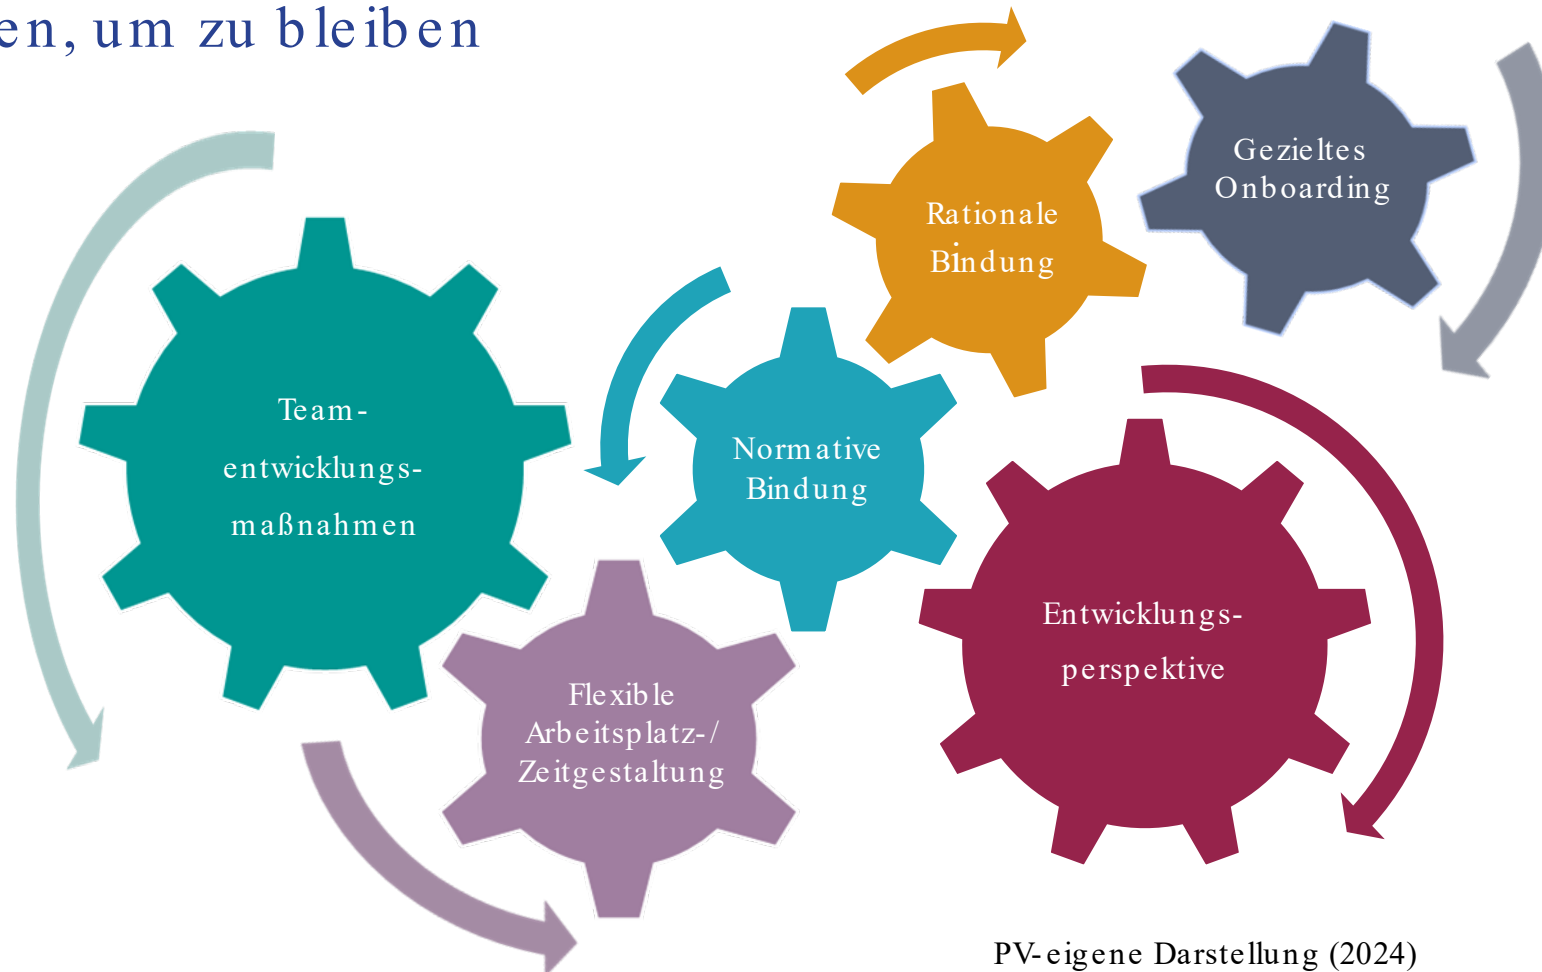 en, um zu bleiben
Gezieltes
Onboarding
Rationale
Bindung
Team-
entwicklungs-
maßnahmen
Normative
Bindung
Entwicklungs-
perspektive
Flexible
Arbeitsplatz-/
Zeitgestaltung
PV-eigene Darstellung (2024)